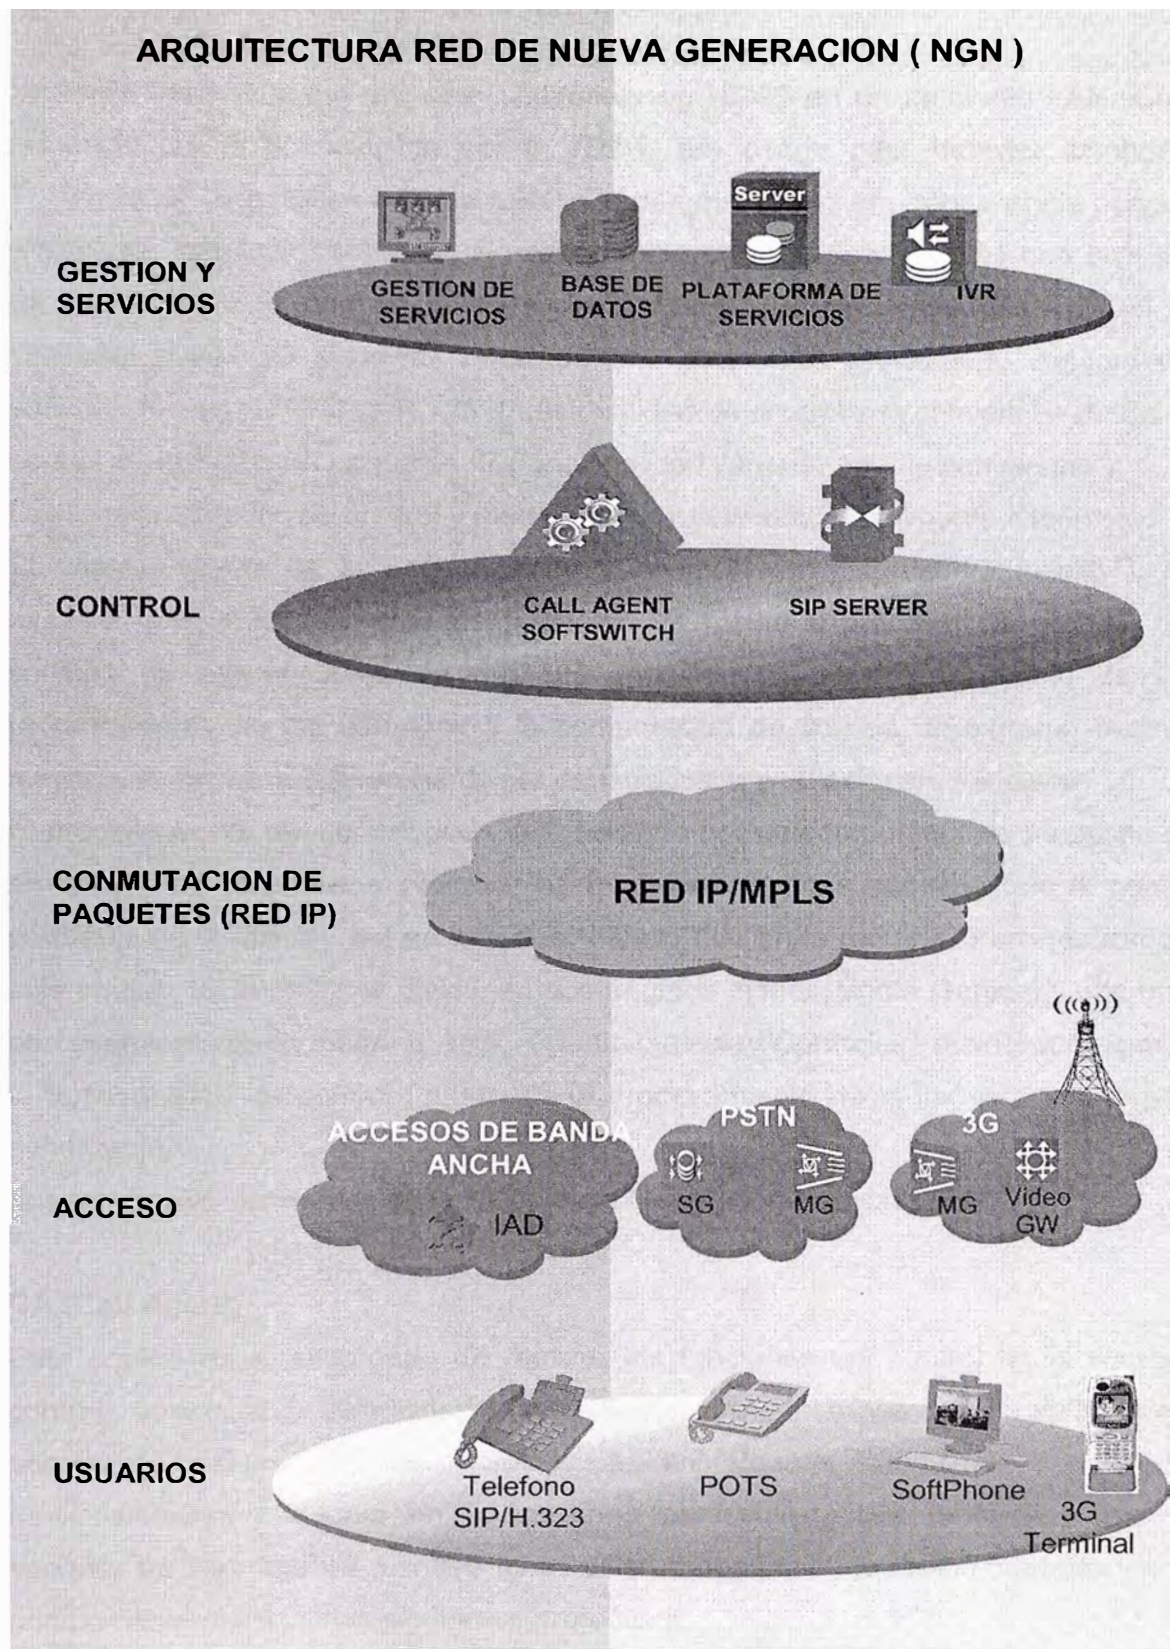 ARQUITECTURA RED DE NUEVA GENERACION ( NGN )
GESTION Y
SERVICIOS
GESTION DE
SERVICIOS
BASE DE
DATOS
Server
PLATAFORMA DE
SERVICIOS
IVR
CONTROL
CALL AGENT
SOFTSWITCH
SIP SERVER
CONMUTACION DE
PAQUETES (RED IP)
RED IP/MPLS
ACCESO
ACCESOS DE BANDA
ANCHA
IAD
PSTN
SG
MG
3G
MG
Video
GW
USUARIOS
Telefono
SIP/H.323
POTS
SoftPhone
3G
Terminal